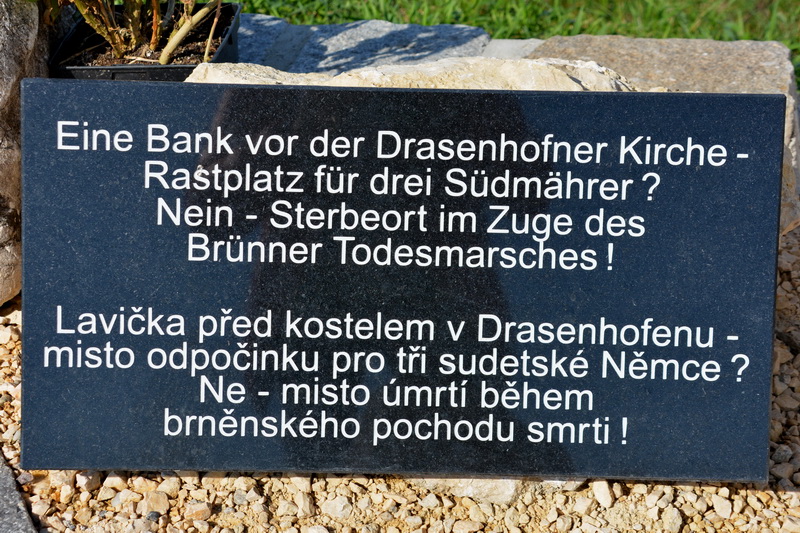 Eine Bank vor der Drasenhofner Kirche -
Rastplatz für drei Südmährer ?
Nein - Sterbeort im Zuge des
Brünner Todesmarsches !
Lavička před kostelem v Drasenhofenu -
misto odpočinku pro tři sudetské Němce ?
Ne - misto úmrtí během
brněnského pochodu smrti !